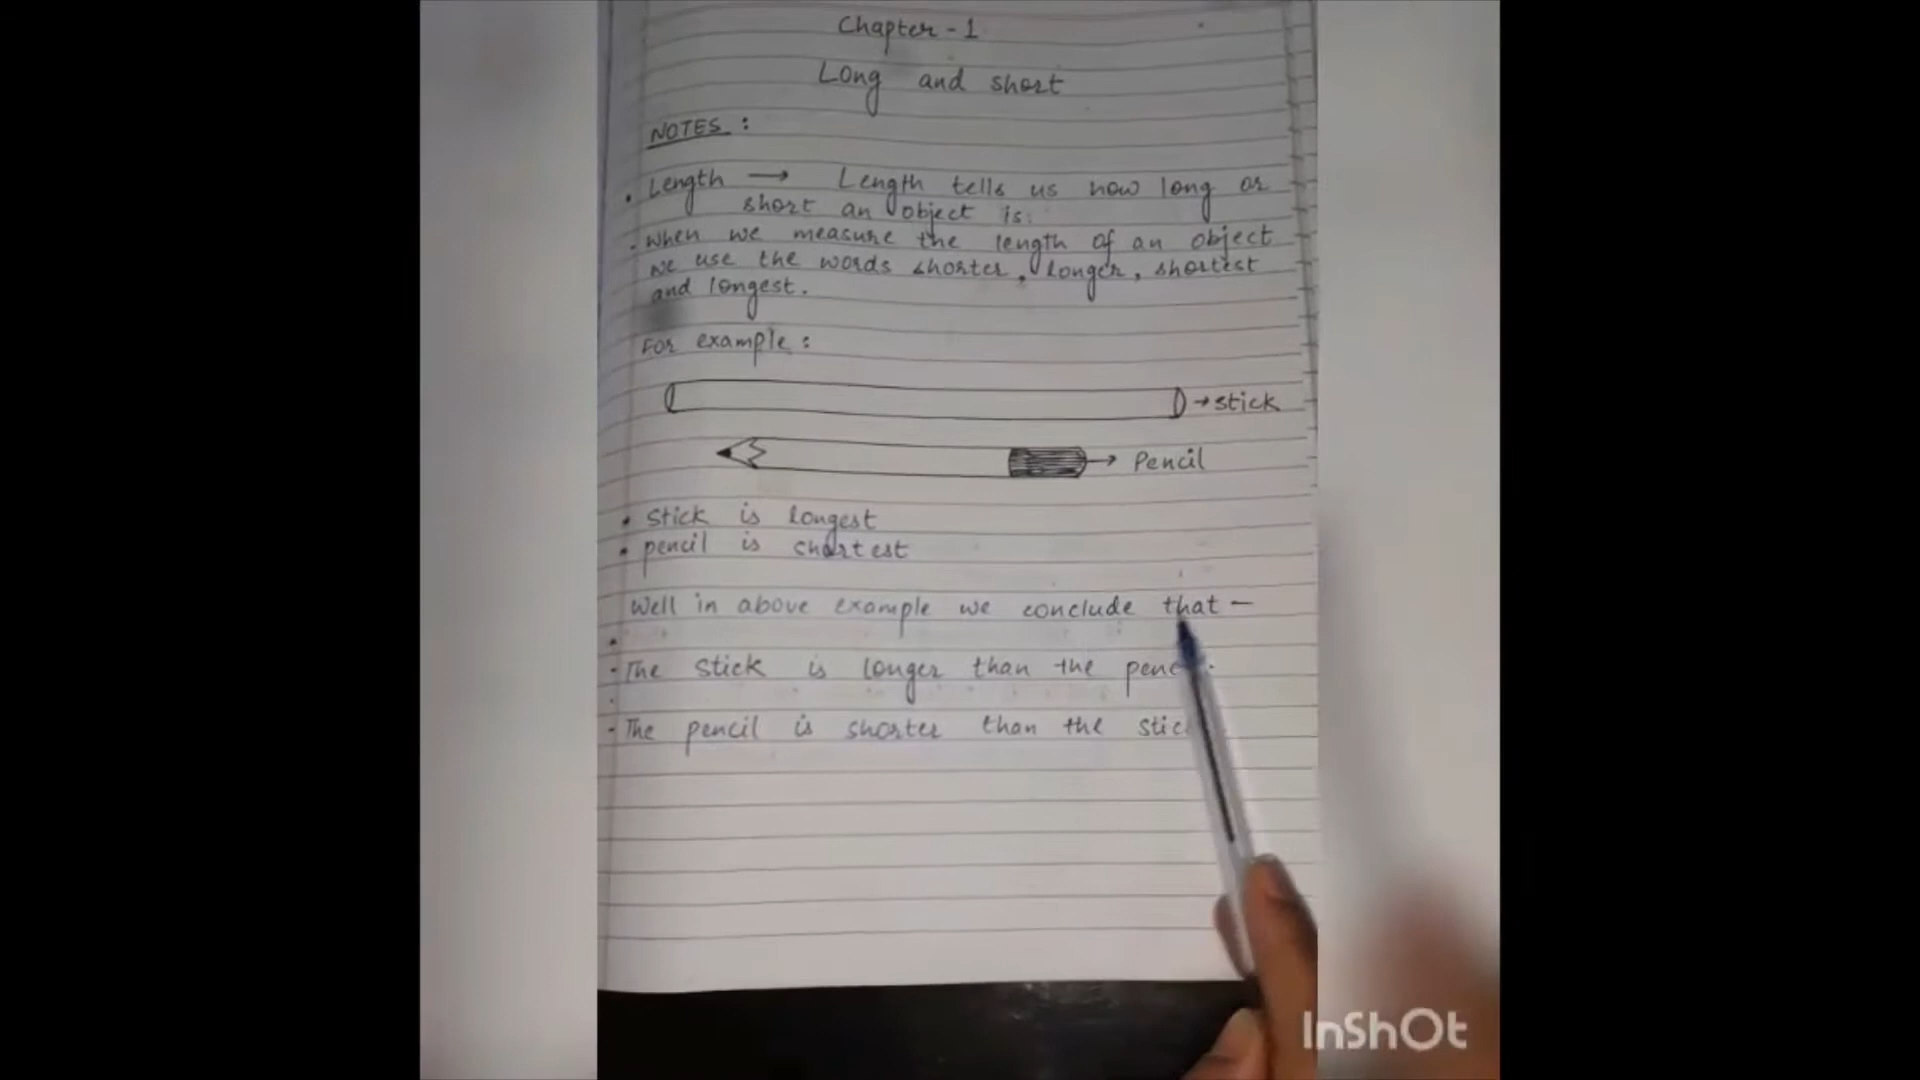 Chapter - 1
Long and short
NOTES :
• Length → Length tells us how long or
short an object is.
- when we measure the length of an object
we use the words shorter, longer, shortest
and longest.
For example :
→ stick
→ Pencil
• stick is longest
• pencil is shortest
Well in above example we conclude that –
- The stick is longer than the
- The pencil is shorter than the
InShOt